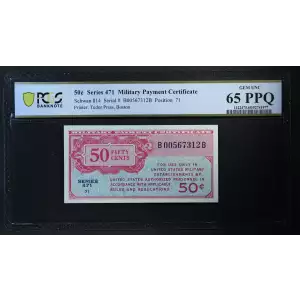 PCGS BANKNOTE
50¢ Series 471 Military Payment Certificate
Schwan 814 Serial # B00567312B Position: 71
Printer: Tudor Press, Boston
GEM UNC
65 PPQ
50 FIFTY CENTS
B00567312B
FOR USE ONLY IN
UNITED STATES MILITARY
ESTABLISHMENTS BY
UNITED STATES AUTHORIZED PERSONNEL IN
ACCORDANCE WITH APPLICABLE
RULES AND REGULATIONS
SERIES
471
71
50¢